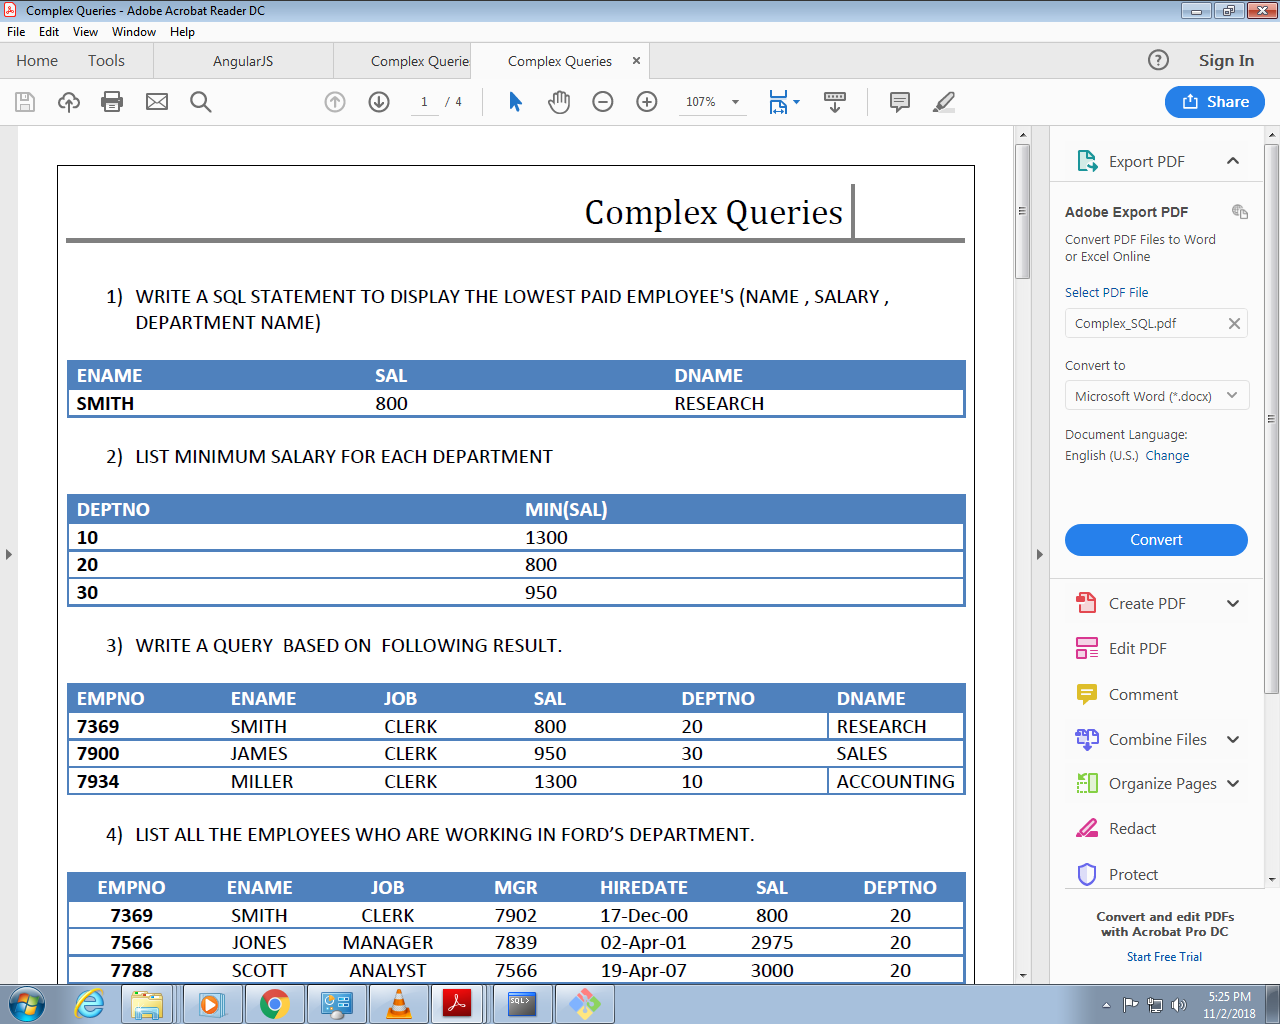 Complex Queries - Adobe Acrobat Reader DC
File Edit View Window Help
Home Tools AngularJS Complex Querie Complex Queries Sign In
1 / 4 107% Share
Complex Queries
1) WRITE A SQL STATEMENT TO DISPLAY THE LOWEST PAID EMPLOYEE'S (NAME , SALARY ,
DEPARTMENT NAME)
ENAME SAL DNAME
SMITH 800 RESEARCH
2) LIST MINIMUM SALARY FOR EACH DEPARTMENT
DEPTNO MIN(SAL)
10 1300
20 800
30 950
3) WRITE A QUERY BASED ON FOLLOWING RESULT.
EMPNO ENAME JOB SAL DEPTNO DNAME
7369 SMITH CLERK 800 20 RESEARCH
7900 JAMES CLERK 950 30 SALES
7934 MILLER CLERK 1300 10 ACCOUNTING
4) LIST ALL THE EMPLOYEES WHO ARE WORKING IN FORD’S DEPARTMENT.
EMPNO ENAME JOB MGR HIREDATE SAL DEPTNO
7369 SMITH CLERK 7902 17-Dec-00 800 20
7566 JONES MANAGER 7839 02-Apr-01 2975 20
7788 SCOTT ANALYST 7566 19-Apr-07 3000 20
Export PDF
Adobe Export PDF
Convert PDF Files to Word
or Excel Online
Select PDF File
Complex_SQL.pdf
Convert to
Microsoft Word (*.docx)
Document Language:
English (U.S.) Change
Convert
Create PDF
Edit PDF
Comment
Combine Files
Organize Pages
Redact
Protect
Convert and edit PDFs
with Acrobat Pro DC
Start Free Trial
SQL>
5:25 PM
11/2/2018